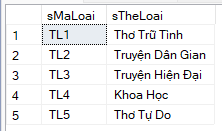 sMaLoai sTheLoai
1 TL1 Thơ Trữ Tình
2 TL2 Truyện Dân Gian
3 TL3 Truyện Hiện Đại
4 TL4 Khoa Học
5 TL5 Thơ Tự Do